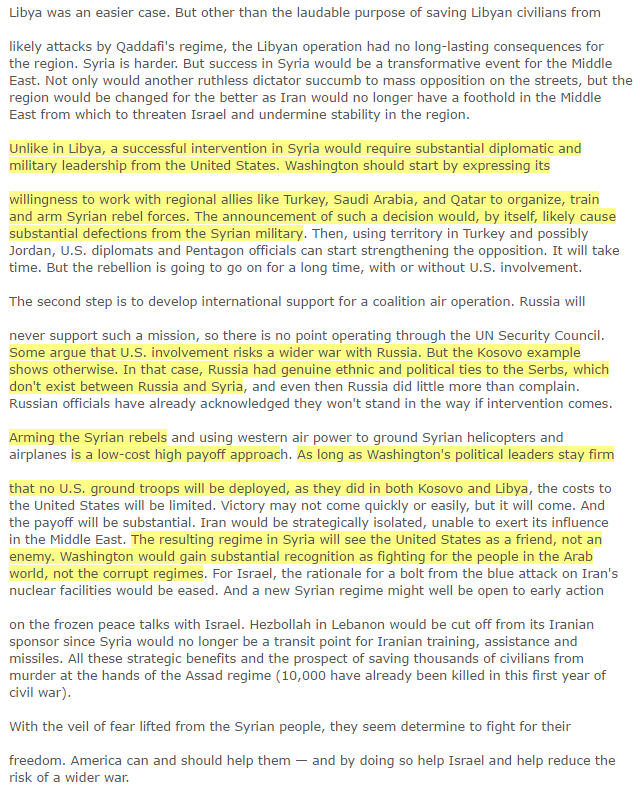 Libya was an easier case. But other than the laudable purpose of saving Libyan civilians from
likely attacks by Qaddafi's regime, the Libyan operation had no long-lasting consequences for
the region. Syria is harder. But success in Syria would be a transformative event for the Middle
East. Not only would another ruthless dictator succumb to mass opposition on the streets, but the
region would be changed for the better as Iran would no longer have a foothold in the Middle
East from which to threaten Israel and undermine stability in the region.
Unlike in Libya, a successful intervention in Syria would require substantial diplomatic and
military leadership from the United States. Washington should start by expressing its
willingness to work with regional allies like Turkey, Saudi Arabia, and Qatar to organize, train
and arm Syrian rebel forces. The announcement of such a decision would, by itself, likely cause
substantial defections from the Syrian military. Then, using territory in Turkey and possibly
Jordan, U.S. diplomats and Pentagon officials can start strengthening the opposition. It will take
time. But the rebellion is going to go on for a long time, with or without U.S. involvement.
The second step is to develop international support for a coalition air operation. Russia will
never support such a mission, so there is no point operating through the UN Security Council.
Some argue that U.S. involvement risks a wider war with Russia. But the Kosovo example
shows otherwise. In that case, Russia had genuine ethnic and political ties to the Serbs, which
don't exist between Russia and Syria, and even then Russia did little more than complain.
Russian officials have already acknowledged they won't stand in the way if intervention comes.
Arming the Syrian rebels and using western air power to ground Syrian helicopters and
airplanes is a low-cost high payoff approach. As long as Washington's political leaders stay firm
that no U.S. ground troops will be deployed, as they did in both Kosovo and Libya, the costs to
the United States will be limited. Victory may not come quickly or easily, but it will come. And
the payoff will be substantial. Iran would be strategically isolated, unable to exert its influence
in the Middle East. The resulting regime in Syria will see the United States as a friend, not an
enemy. Washington would gain substantial recognition as fighting for the people in the Arab
world, not the corrupt regimes. For Israel, the rationale for a bolt from the blue attack on Iran's
nuclear facilities would be eased. And a new Syrian regime might well be open to early action
on the frozen peace talks with Israel. Hezbollah in Lebanon would be cut off from its Iranian
sponsor since Syria would no longer be a transit point for Iranian training, assistance and
missiles. All these strategic benefits and the prospect of saving thousands of civilians from
murder at the hands of the Assad regime (10,000 have already been killed in this first year of
civil war).
With the veil of fear lifted from the Syrian people, they seem determine to fight for their
freedom. America can and should help them — and by doing so help Israel and help reduce the
risk of a wider war.